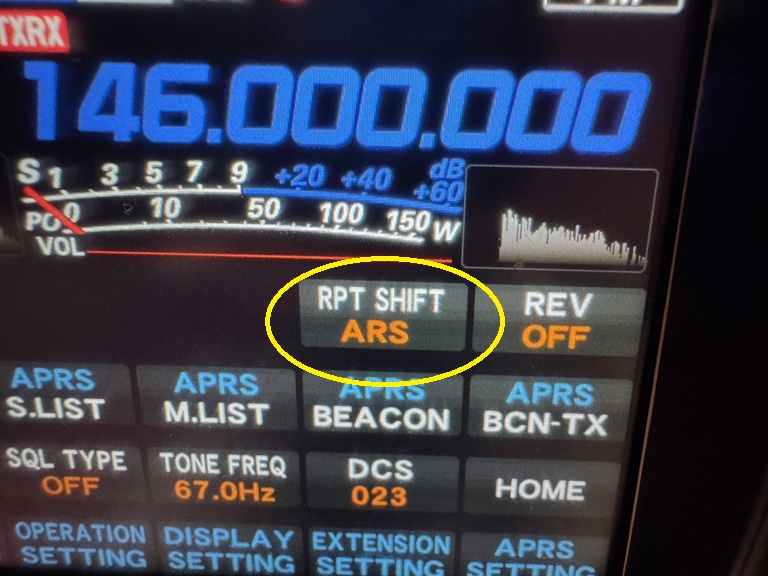 TXRX
146.000.000
S 1 3 5 7 9 +20 +40 +60 dB
PO 0 10 50 100 150 W
VOL
RPT SHIFT
ARS
REV
OFF
APRS
S.LIST
APRS
M.LIST
APRS
BEACON
APRS
BCN-TX
SQL TYPE
OFF
TONE FREQ
67.0Hz
DCS
023
HOME
OPERATION
SETTING
DISPLAY
SETTING
EXTENSION
SETTING
APRS
SETTING